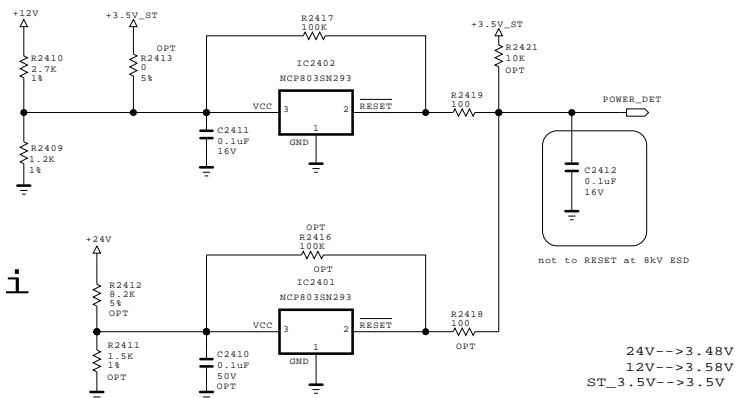 +12V
+3.5V_ST
R2417
100K
+3.5V_ST
R2410
2.7K
1%
OPT
R2413
0
5%
R2421
10K
OPT
IC2402
NCP803SN293
R2419
100
POWER_DET
VCC
3
2
RESET
1
GND
C2411
0.1uF
16V
R2409
1.2K
1%
C2412
0.1uF
16V
not to RESET at 8kV ESD
+24V
OPT
R2416
100K
OPT
IC2401
NCP803SN293
R2412
8.2K
5%
OPT
R2418
100
OPT
VCC
3
2
RESET
1
GND
R2411
1.5K
1%
OPT
C2410
0.1uF
50V
OPT
i
24V-->3.48V
12V-->3.58V
ST_3.5V-->3.5V